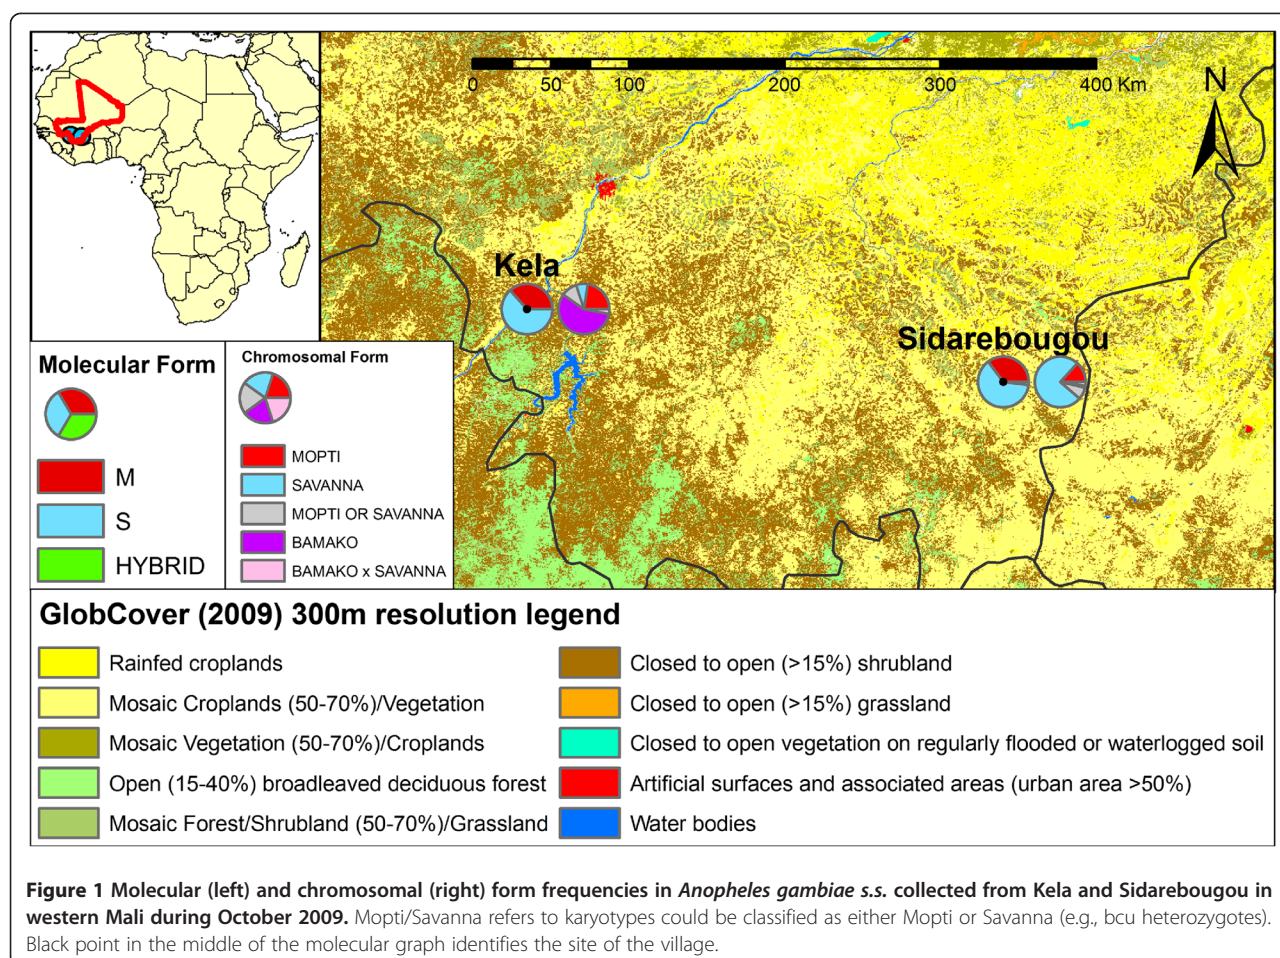 0 50 100 200 300 400 Km
N
Kela
Sidarebougou
Molecular Form
M
S
HYBRID
Chromosomal Form
MOPTI
SAVANNA
MOPTI OR SAVANNA
BAMAKO
BAMAKO x SAVANNA
GlobCover (2009) 300m resolution legend
Rainfed croplands
Mosaic Croplands (50-70%)/Vegetation
Mosaic Vegetation (50-70%)/Croplands
Open (15-40%) broadleaved deciduous forest
Mosaic Forest/Shrubland (50-70%)/Grassland
Closed to open (>15%) shrubland
Closed to open (>15%) grassland
Closed to open vegetation on regularly flooded or waterlogged soil
Artificial surfaces and associated areas (urban area >50%)
Water bodies
Figure 1 Molecular (left) and chromosomal (right) form frequencies in Anopheles gambiae s.s. collected from Kela and Sidarebougou in
western Mali during October 2009. Mopti/Savanna refers to karyotypes could be classified as either Mopti or Savanna (e.g., bcu heterozygotes).
Black point in the middle of the molecular graph identifies the site of the village.